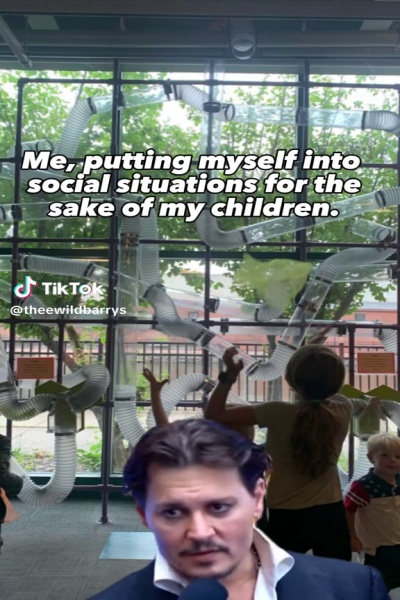 Me, putting myself into
social situations for the
sake of my children.
TikTok
@theewildbarrys